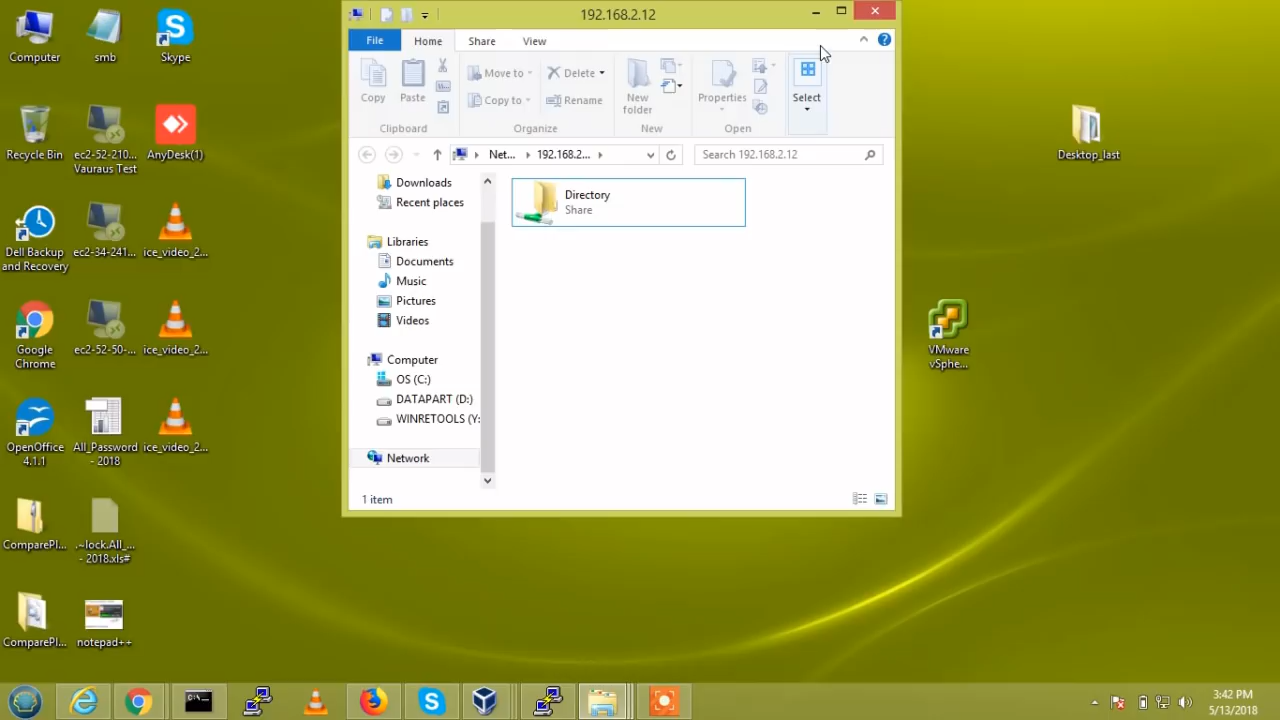 Computer
smb
Skype
Recycle Bin
ec2-52-210...
Vauraus Test
AnyDesk(1)
Dell Backup
and Recovery
ec2-34-241...
ice_video_2...
Google
Chrome
ec2-52-50-...
ice_video_2...
OpenOffice
4.1.1
All_Password
- 2018
ice_video_2...
ComparePl...
.~lock.All_...
- 2018.xls#
ComparePl...
notepad++
192.168.2.12
File
Home
Share
View
Copy
Paste
Clipboard
Move to
Copy to
Delete
Rename
Organize
New
folder
New
Properties
Open
Select
Net...
192.168.2...
Search 192.168.2.12
Downloads
Recent places
Libraries
Documents
Music
Pictures
Videos
Computer
OS (C:)
DATAPART (D:)
WINRETOOLS (Y:
Network
Directory
Share
1 item
Desktop_last
VMware
vSphe...
C:\.
3:42 PM
5/13/2018